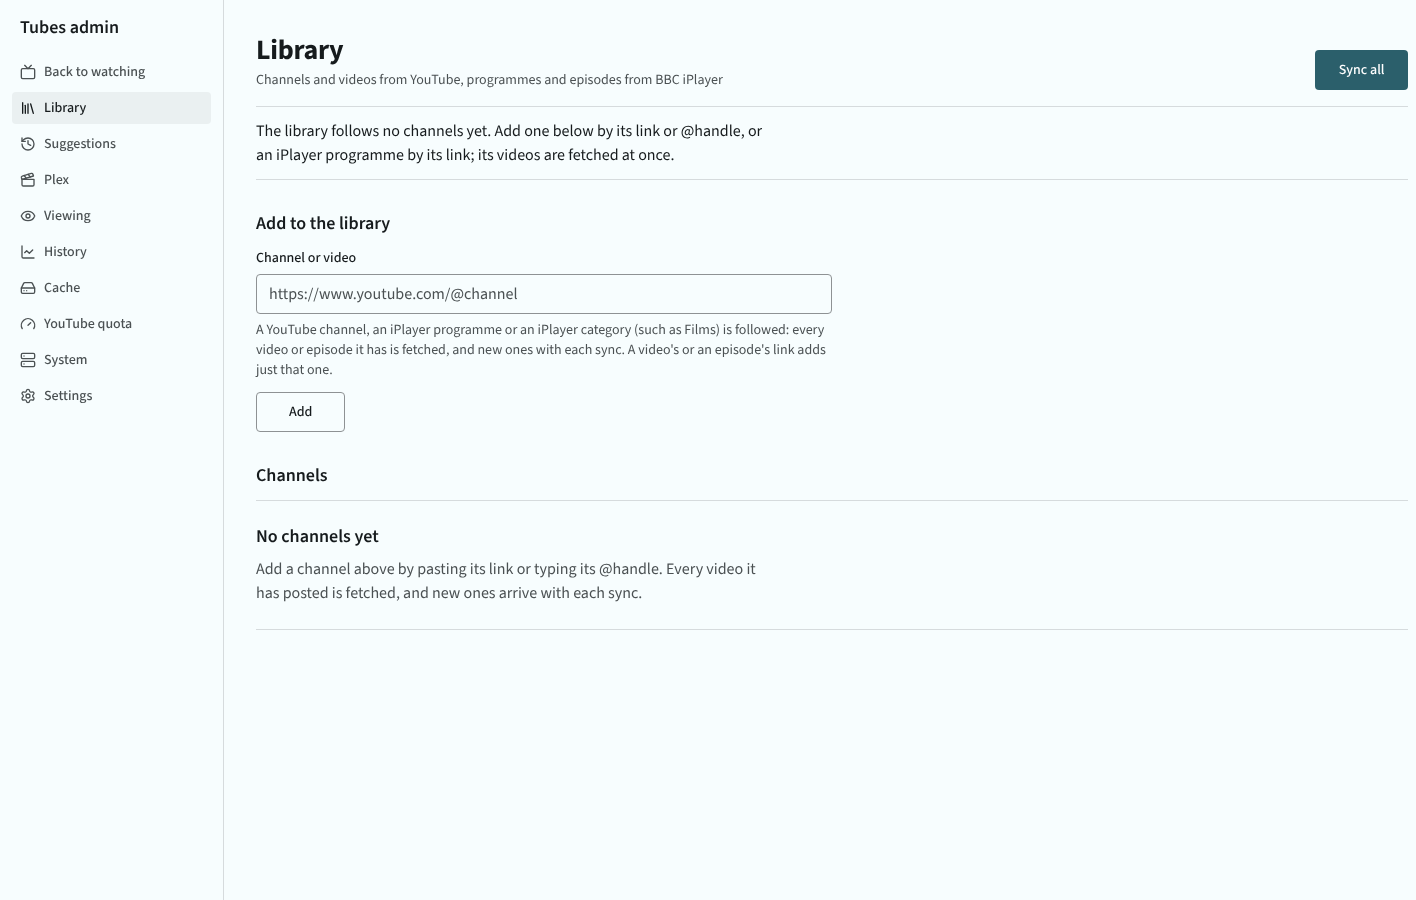 Tubes admin
Back to watching
Library
Suggestions
Plex
Viewing
History
Cache
YouTube quota
System
Settings
Library
Channels and videos from YouTube, programmes and episodes from BBC iPlayer
Sync all
The library follows no channels yet. Add one below by its link or @handle, or
an iPlayer programme by its link; its videos are fetched at once.
Add to the library
Channel or video
https://www.youtube.com/@channel
A YouTube channel, an iPlayer programme or an iPlayer category (such as Films) is followed: every
video or episode it has is fetched, and new ones with each sync. A video's or an episode's link adds
just that one.
Add
Channels
No channels yet
Add a channel above by pasting its link or typing its @handle. Every video it
has posted is fetched, and new ones arrive with each sync.